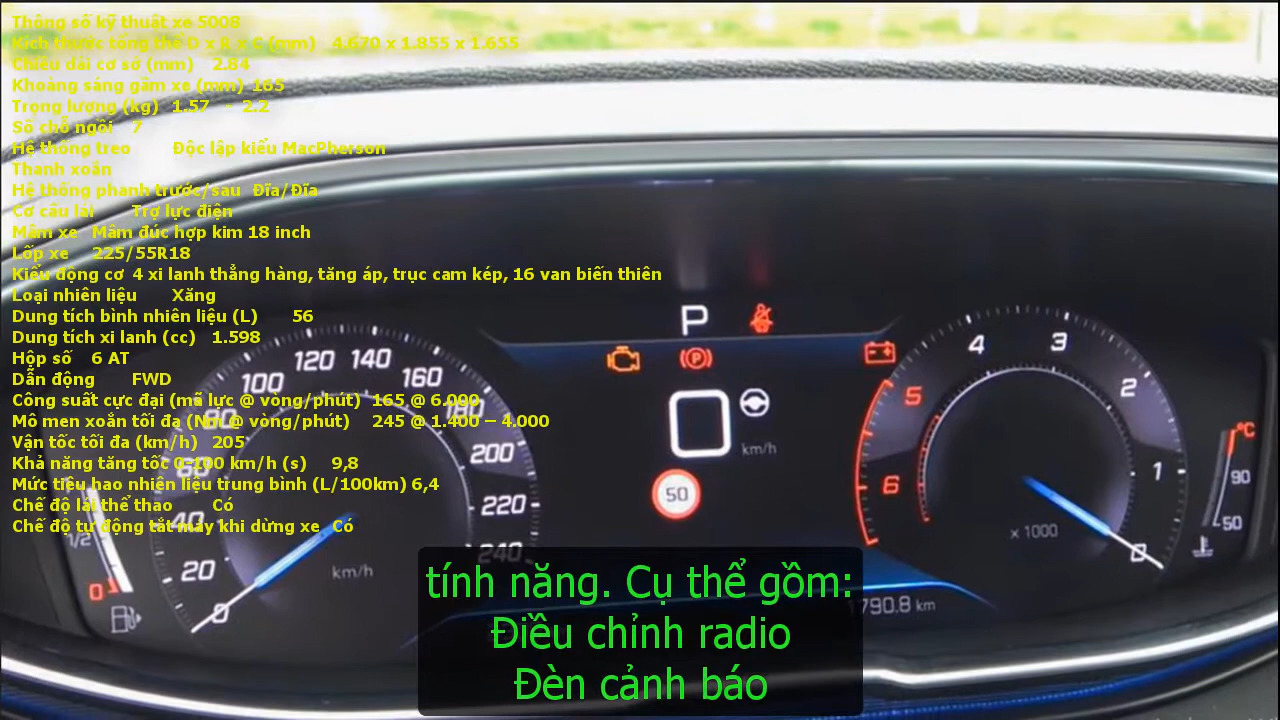 Thông số kỹ thuật xe 5008
Kích thước tổng thể D x R x C (mm) 4.670 x 1.855 x 1.655
Chiều dài cơ sở (mm) 2.84
Khoảng sáng gầm xe (mm) 165
Trọng lượng (kg) 1.57 - 2.2
Số chỗ ngồi 7
Hệ thống treo Độc lập kiểu MacPherson
Thanh xoắn
Hệ thống phanh trước/sau Đĩa/Đĩa
Cơ cấu lái Trợ lực điện
Mâm xe Mâm đúc hợp kim 18 inch
Lốp xe 225/55R18
Kiểu động cơ 4 xi lanh thẳng hàng, tăng áp, trục cam kép, 16 van biến thiên
Loại nhiên liệu Xăng
Dung tích bình nhiên liệu (L) 56
Dung tích xi lanh (cc) 1.598
Hộp số 6 AT
Dẫn động FWD
Công suất cực đại (mã lực @ vòng/phút) 165 @ 6.000
Mô men xoắn tối đa (Nm @ vòng/phút) 245 @ 1.400 – 4.000
Vận tốc tối đa (km/h) 205
Khả năng tăng tốc 0-100 km/h (s) 9,8
Mức tiêu hao nhiên liệu trung bình (L/100km) 6,4
Chế độ lái thể thao Có
Chế độ tự động tắt máy khi dừng xe Có
1/2
0
0
20
40
60
80
100
120
140
160
180
200
220
240
km/h
P
P
0
km/h
50
6
5
4
3
2
1
0
x 1000
°C
90
50
790.8 km
tính năng. Cụ thể gồm:
Điều chỉnh radio
Đèn cảnh báo